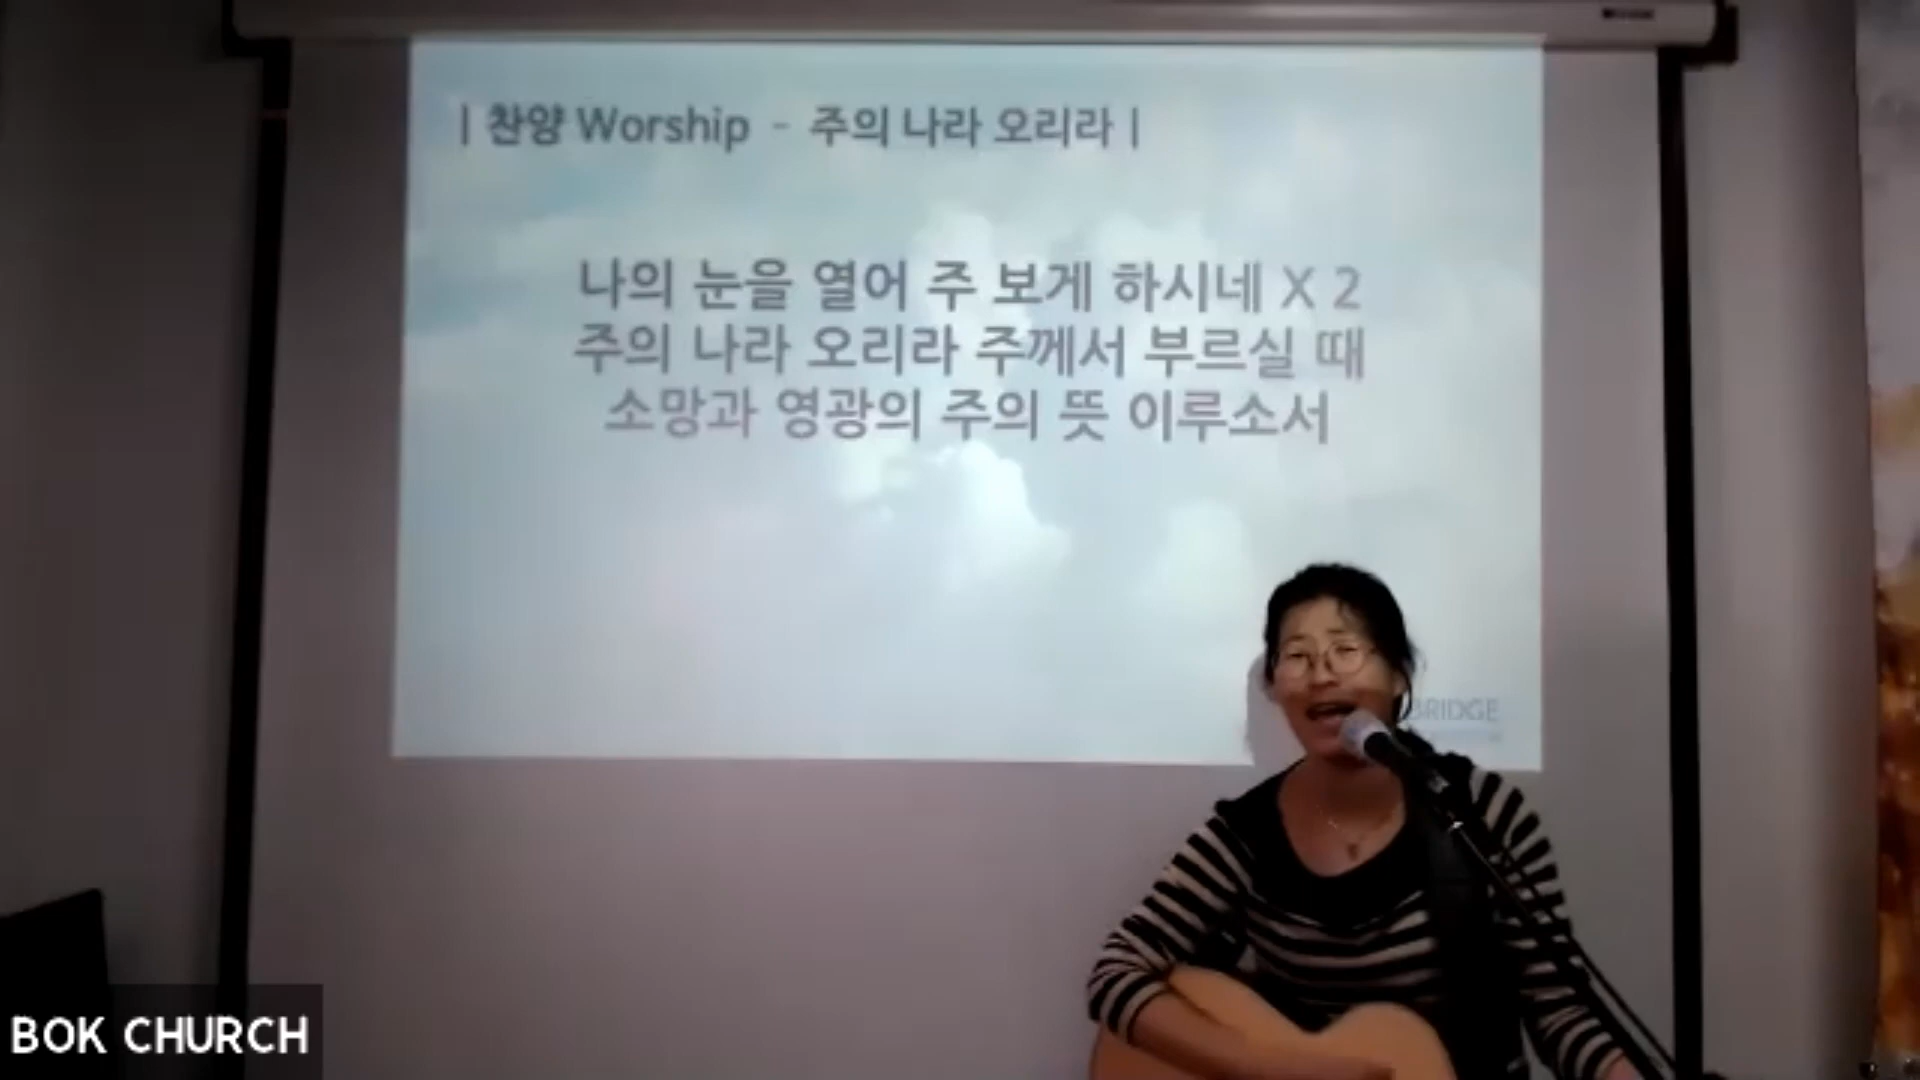 | 찬양 Worship - 주의 나라 오리라 |
나의 눈을 열어 주 보게 하시네 X 2
주의 나라 오리라 주께서 부르실 때
소망과 영광의 주의 뜻 이루소서
BRIDGE
BOK CHURCH